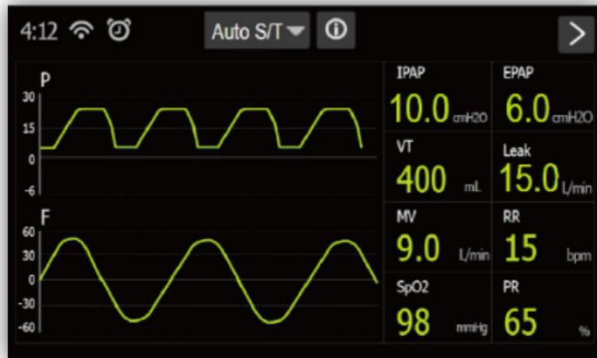 4:12 Auto S/T
P
30
15
0
-6
F
60
30
0
-30
-60
IPAP EPAP
10.0 cmH2O 6.0 cmH2O
VT Leak
400 mL 15.0 L/min
MV RR
9.0 L/min 15 bpm
SpO2 PR
98 mmHg 65 %